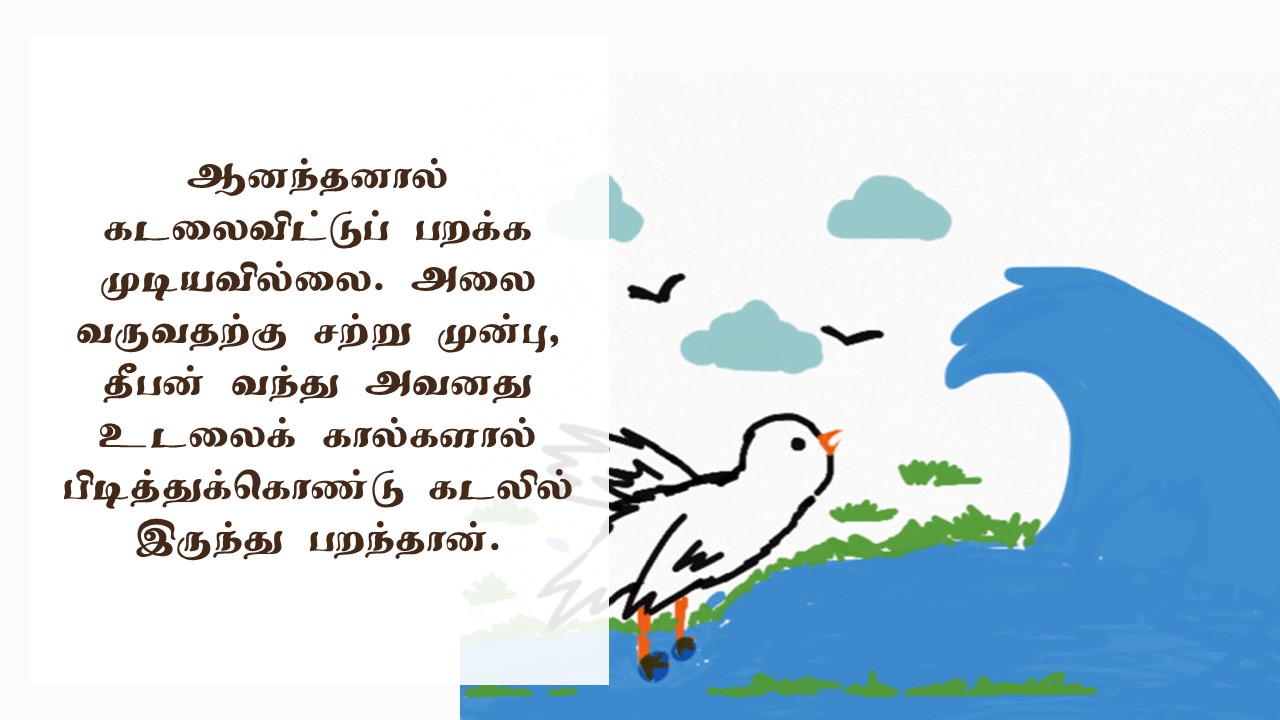 ஆனந்தனால்
கடலைவிட்டுப் பறக்க
முடியவில்லை. அலை
வருவதற்கு சற்று முன்பு,
தீபன் வந்து அவனது
உடலைக் கால்களால்
பிடித்துக்கொண்டு கடலில்
இருந்து பறந்தான்.